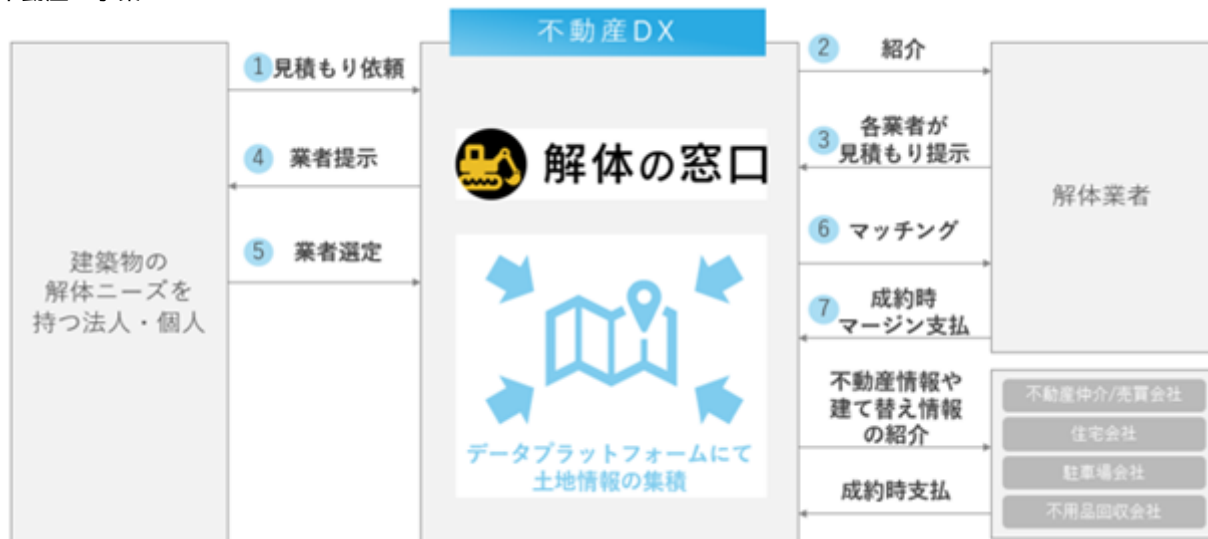 不動産DX
1 見積もり依頼
4 業者提示
5 業者選定
建築物の
解体ニーズを
持つ法人・個人
解体の窓口
データプラットフォームにて
土地情報の集積
2 紹介
3 各業者が
見積もり提示
6 マッチング
7 成約時
マージン支払
解体業者
不動産情報や
建て替え情報
の紹介
成約時支払
不動産仲介/売買会社
住宅会社
駐車場会社
不用品回収会社